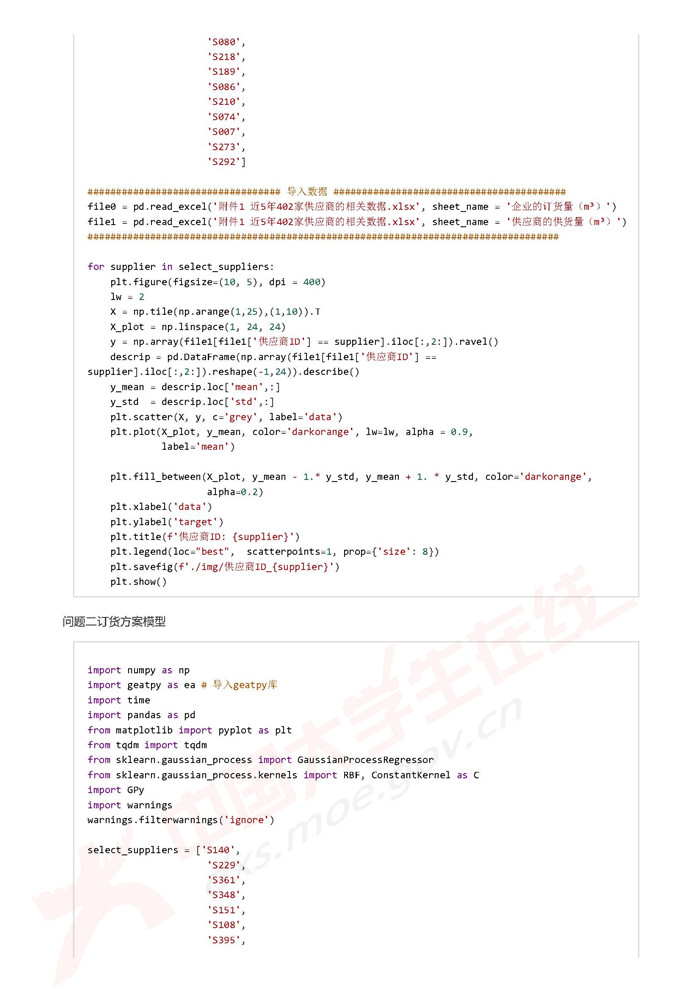 'S080',
'S218',
'S189',
'S086',
'S210',
'S074',
'S007',
'S273',
'S292']
################################## 导入数据 #########################################
file0 = pd.read_excel('附件1 近5年402家供应商的相关数据.xlsx', sheet_name = '企业的订货量（m³）')
file1 = pd.read_excel('附件1 近5年402家供应商的相关数据.xlsx', sheet_name = '供应商的供货量（m³）')
###################################################################################
for supplier in select_suppliers:
    plt.figure(figsize=(10, 5), dpi = 400)
    lw = 2
    X = np.tile(np.arange(1,25),(1,10)).T
    X_plot = np.linspace(1, 24, 24)
    y = np.array(file1[file1['供应商ID'] == supplier].iloc[:,2:]).ravel()
    descrip = pd.DataFrame(np.array(file1[file1['供应商ID'] ==
supplier].iloc[:,2:]).reshape(-1,24)).describe()
    y_mean = descrip.loc['mean',:]
    y_std  = descrip.loc['std',:]
    plt.scatter(X, y, c='grey', label='data')
    plt.plot(X_plot, y_mean, color='darkorange', lw=lw, alpha = 0.9,
             label='mean')
    plt.fill_between(X_plot, y_mean - 1.* y_std, y_mean + 1. * y_std, color='darkorange',
                     alpha=0.2)
    plt.xlabel('data')
    plt.ylabel('target')
    plt.title(f'供应商ID: {supplier}')
    plt.legend(loc="best",  scatterpoints=1, prop={'size': 8})
    plt.savefig(f'./img/供应商ID_{supplier}')
    plt.show()
问题二订货方案模型
import numpy as np
import geatpy as ea # 导入geatpy库
import time
import pandas as pd
from matplotlib import pyplot as plt
from tqdm import tqdm
from sklearn.gaussian_process import GaussianProcessRegressor
from sklearn.gaussian_process.kernels import RBF, ConstantKernel as C
import GPy
import warnings
warnings.filterwarnings('ignore')
select_suppliers = ['S140',
'S229',
'S361',
'S348',
'S151',
'S108',
'S395',
中国大学生在线
dxs.moe.gov.cn